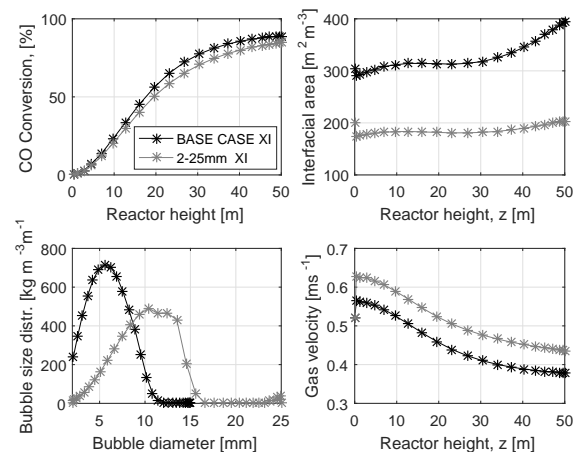 CO Conversion, [%]
100
50
0
0 10 20 30 40 50
Reactor height [m]
BASE CASE XI
2-25mm XI
Interfacial area [m² m⁻³]
400
300
200
100
0
0 10 20 30 40 50
Reactor height, z [m]
Bubble size distr. [kg m⁻³m⁻¹]
800
600
400
200
0
5 10 15 20 25
Bubble diameter [mm]
Gas velocity [ms⁻¹]
0.7
0.6
0.5
0.4
0.3
0 10 20 30 40 50
Reactor height, z [m]